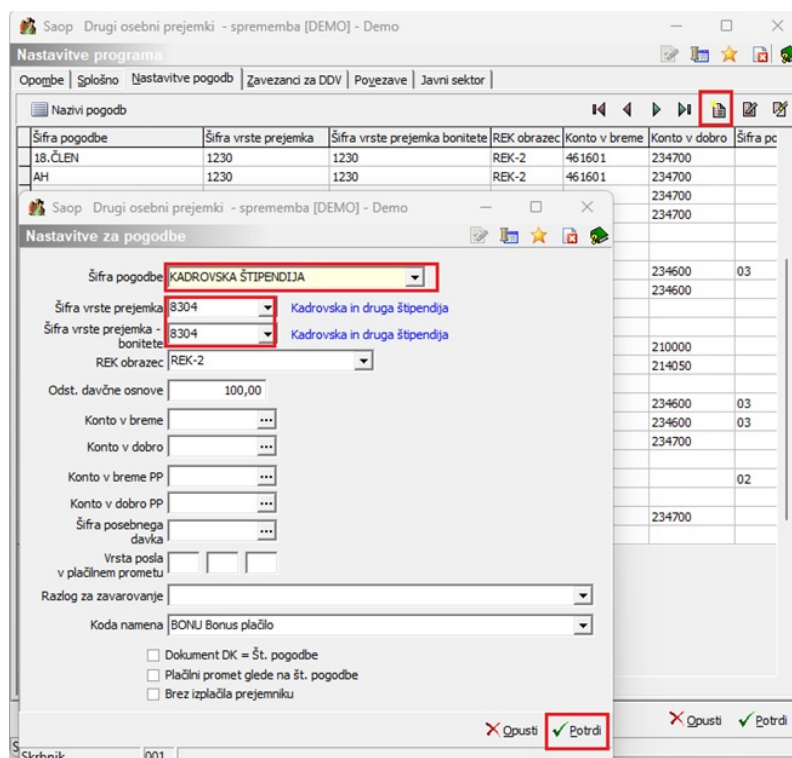 Saop Drugi osebni prejemki - sprememba [DEMO] - Demo
Nastavitve programa
Opombe Splošno Nastavitve pogodb Zavezanci za DDV Povezave Javni sektor
Nazivi pogodb
Šifra pogodbe Šifra vrste prejemka Šifra vrste prejemka bonitete REK obrazec Konto v breme Konto v dobro Šifra po
18.ČLEN 1230 1230 REK-2 461601 234700
AH 1230 1230 REK-2 461601 234700
234700
234700
234600 03
234600
210000
214050
234600 03
234600 03
234700
02
234700
Saop Drugi osebni prejemki - sprememba [DEMO] - Demo
Nastavitve za pogodbe
Šifra pogodbe KADROVSKA ŠTIPENDIJA
Šifra vrste prejemka 8304 Kadrovska in druga štipendija
Šifra vrste prejemka - bonitete 8304 Kadrovska in druga štipendija
REK obrazec REK-2
Odst. davčne osnove 100,00
Konto v breme
Konto v dobro
Konto v breme PP
Konto v dobro PP
Šifra posebnega
davka
Vrsta posla
v plačilnem prometu
Razlog za zavarovanje
Koda namena BONU Bonus plačilo
Dokument DK = Št. pogodbe
Plačilni promet glede na št. pogodbe
Brez izplačila prejemniku
Opusti Potrdi
Opusti Potrdi
Skrbnik 001